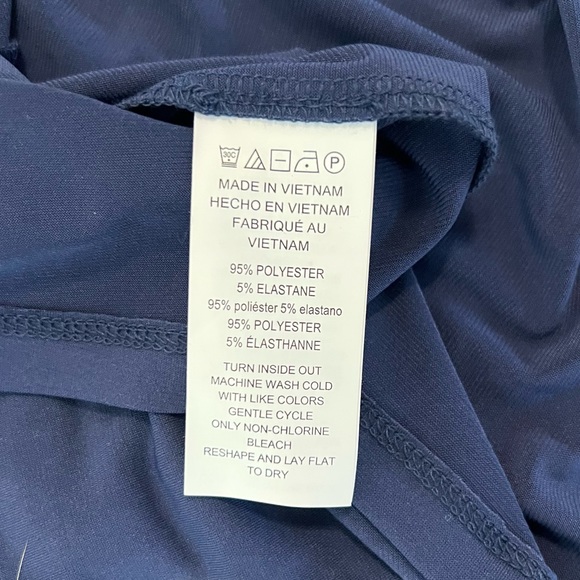 30C P
MADE IN VIETNAM
HECHO EN VIETNAM
FABRIQUÉ AU
VIETNAM
95% POLYESTER
5% ELASTANE
95% poliéster 5% elastano
95% POLYESTER
5% ÉLASTHANNE
TURN INSIDE OUT
MACHINE WASH COLD
WITH LIKE COLORS
GENTLE CYCLE
ONLY NON-CHLORINE
BLEACH
RESHAPE AND LAY FLAT
TO DRY